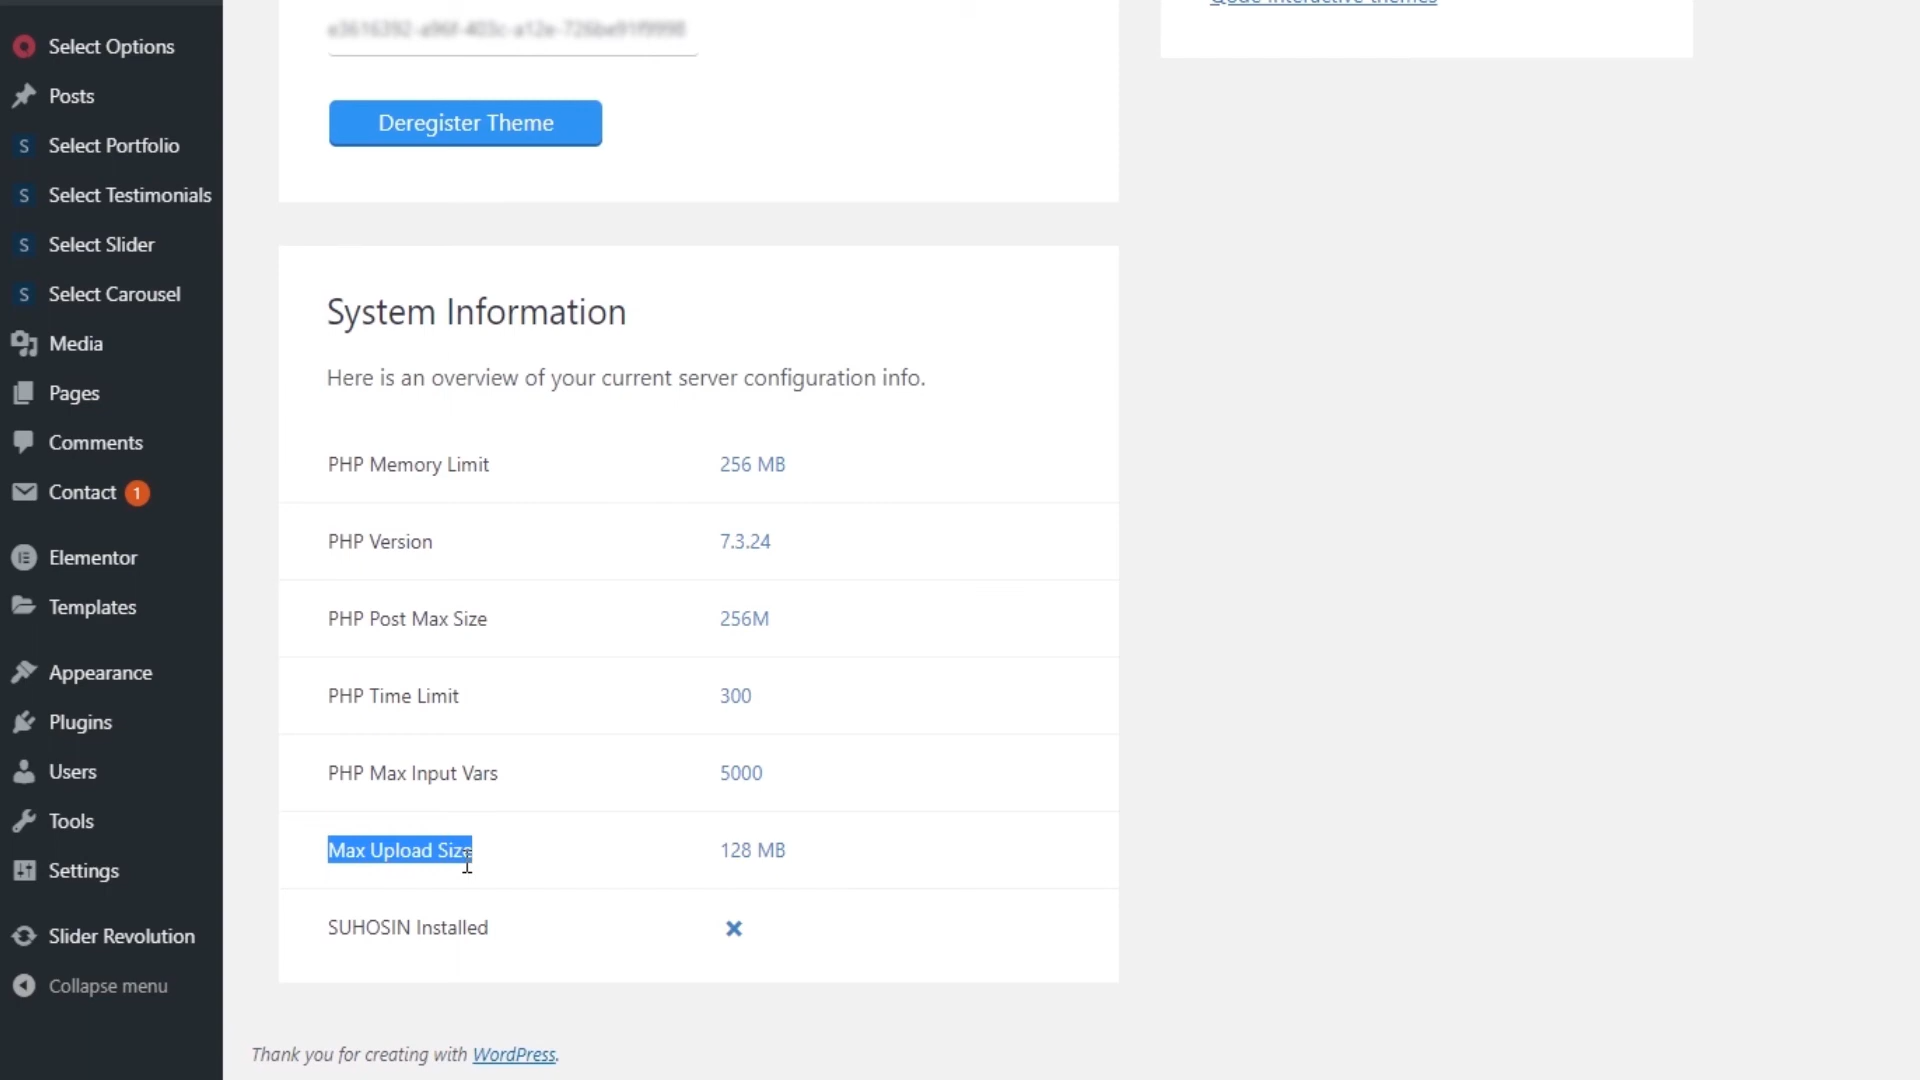 Select Options
Posts
Select Portfolio
Select Testimonials
Select Slider
Select Carousel
Media
Pages
Comments
Contact 1
Elementor
Templates
Appearance
Plugins
Users
Tools
Settings
Slider Revolution
Collapse menu
Qode Interactive themes
Deregister Theme
System Information
Here is an overview of your current server configuration info.
PHP Memory Limit 256 MB
PHP Version 7.3.24
PHP Post Max Size 256M
PHP Time Limit 300
PHP Max Input Vars 5000
Max Upload Size 128 MB
SUHOSIN Installed
Thank you for creating with WordPress.